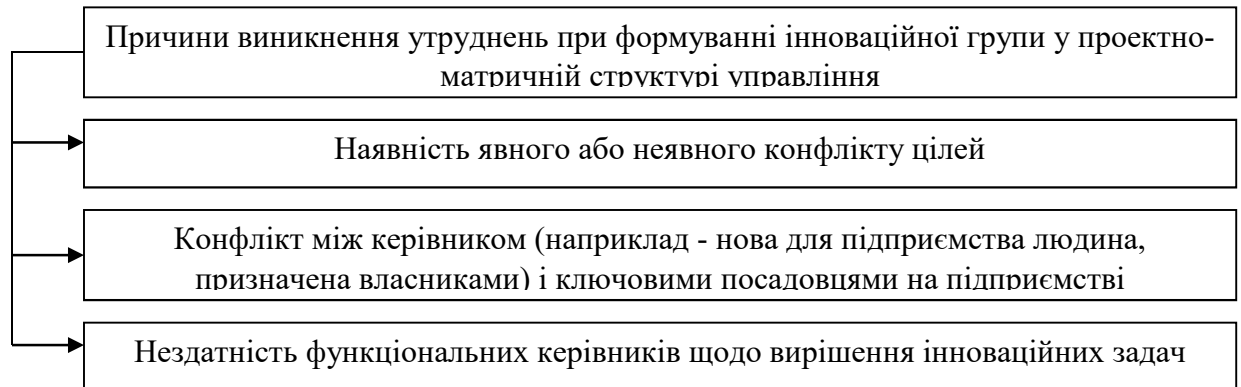 Причини виникнення утруднень при формуванні інноваційної групи у проектно-
матричній структурі управління
Наявність явного або неявного конфлікту цілей
Конфлікт між керівником (наприклад - нова для підприємства людина,
призначена власниками) і ключовими посадовцями на підприємстві
Нездатність функціональних керівників щодо вирішення інноваційних задач